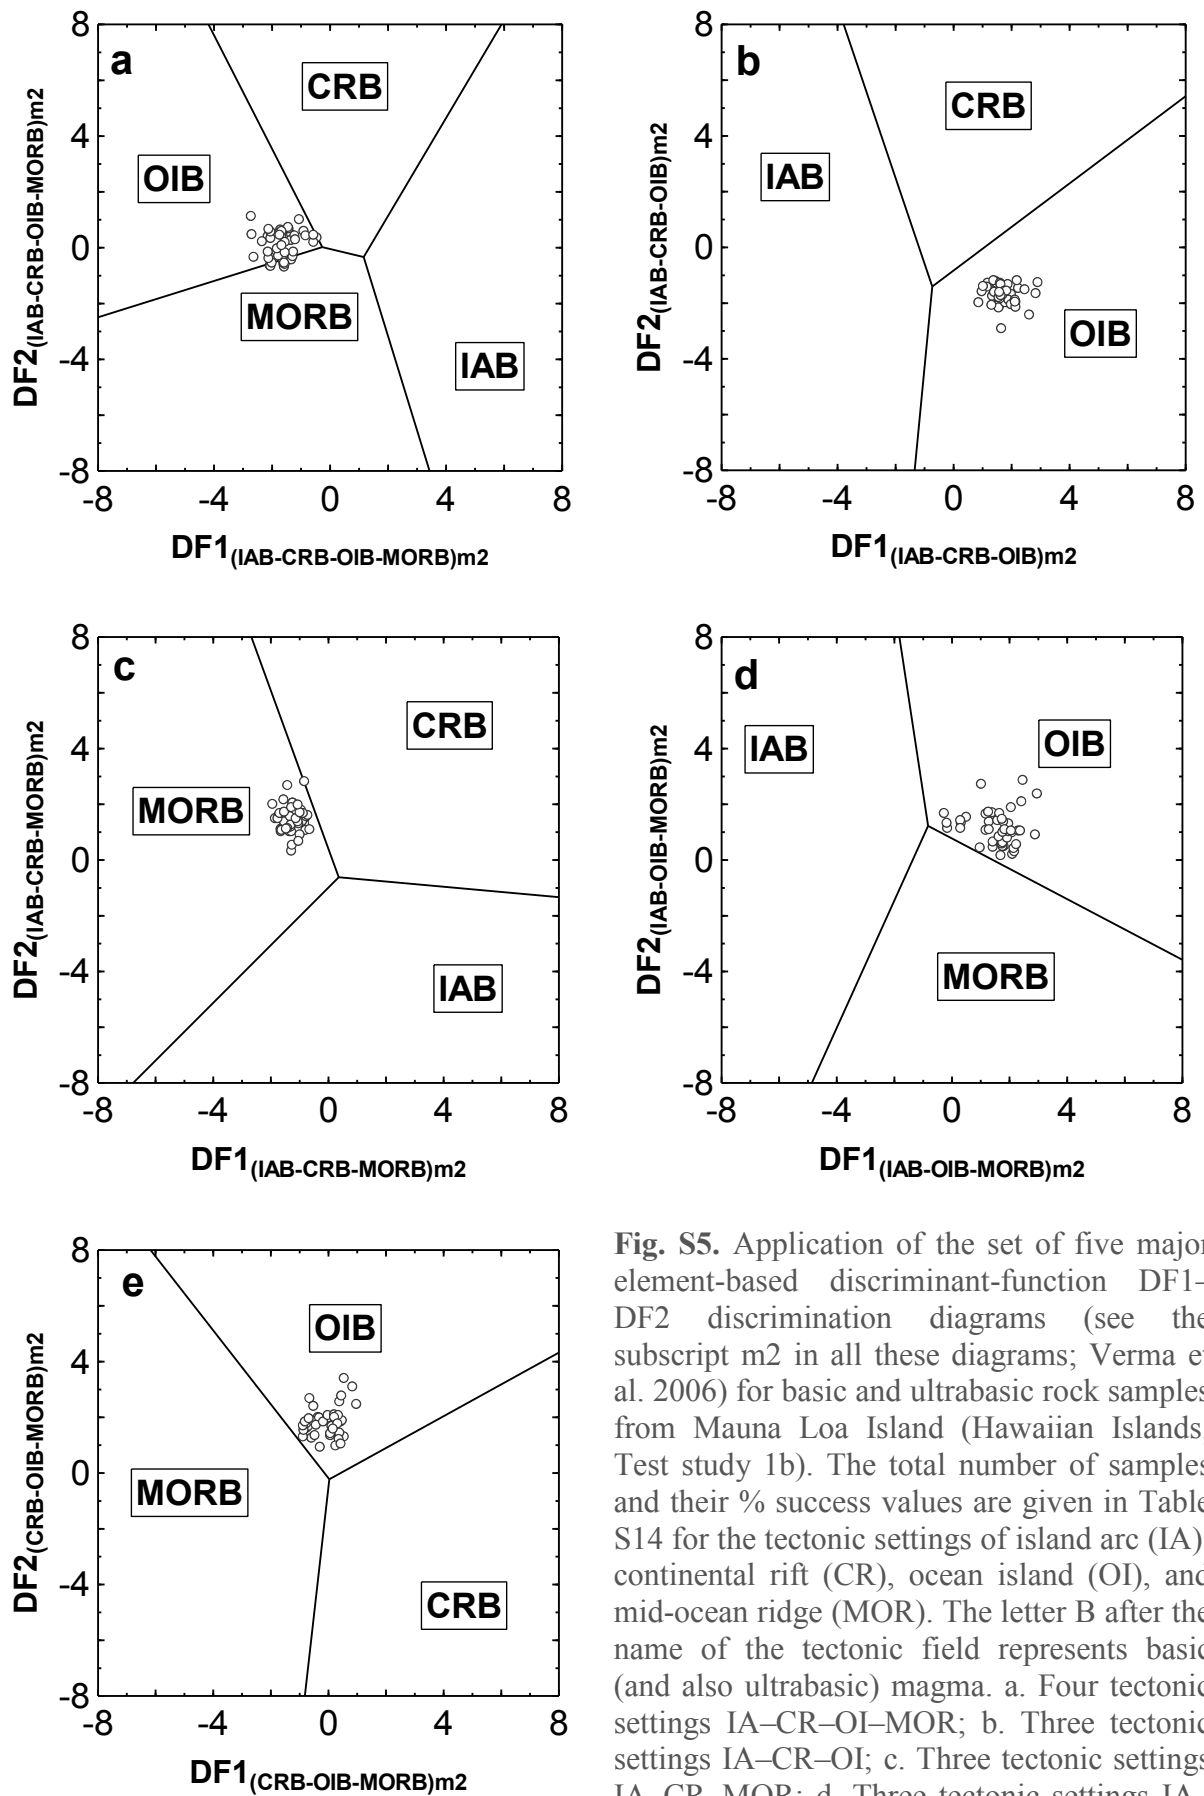 8
4
0
-4
-8
-8
-4
0
4
8
a
CRB
OIB
MORB
IAB
DF2(IAB-CRB-OIB-MORB)m2
DF1(IAB-CRB-OIB-MORB)m2
8
4
0
-4
-8
-8
-4
0
4
8
b
CRB
IAB
OIB
DF2(IAB-CRB-OIB)m2
DF1(IAB-CRB-OIB)m2
8
4
0
-4
-8
-8
-4
0
4
8
c
CRB
MORB
IAB
DF2(IAB-CRB-MORB)m2
DF1(IAB-CRB-MORB)m2
8
4
0
-4
-8
-8
-4
0
4
8
d
OIB
IAB
MORB
DF2(IAB-OIB-MORB)m2
DF1(IAB-OIB-MORB)m2
8
4
0
-4
-8
-8
-4
0
4
8
e
OIB
MORB
CRB
DF2(CRB-OIB-MORB)m2
DF1(CRB-OIB-MORB)m2
Fig. S5. Application of the set of five major
element-based discriminant-function DF1–
DF2 discrimination diagrams (see the
subscript m2 in all these diagrams; Verma et
al. 2006) for basic and ultrabasic rock samples
from Mauna Loa Island (Hawaiian Islands,
Test study 1b). The total number of samples
and their % success values are given in Table
S14 for the tectonic settings of island arc (IA)
continental rift (CR), ocean island (OI), and
mid-ocean ridge (MOR). The letter B after the
name of the tectonic field represents basic
(and also ultrabasic) magma. a. Four tectonic
settings IA–CR–OI–MOR; b. Three tectonic
settings IA–CR–OI; c. Three tectonic settings
IA–CR–MOR; d. Three tectonic settings IA–